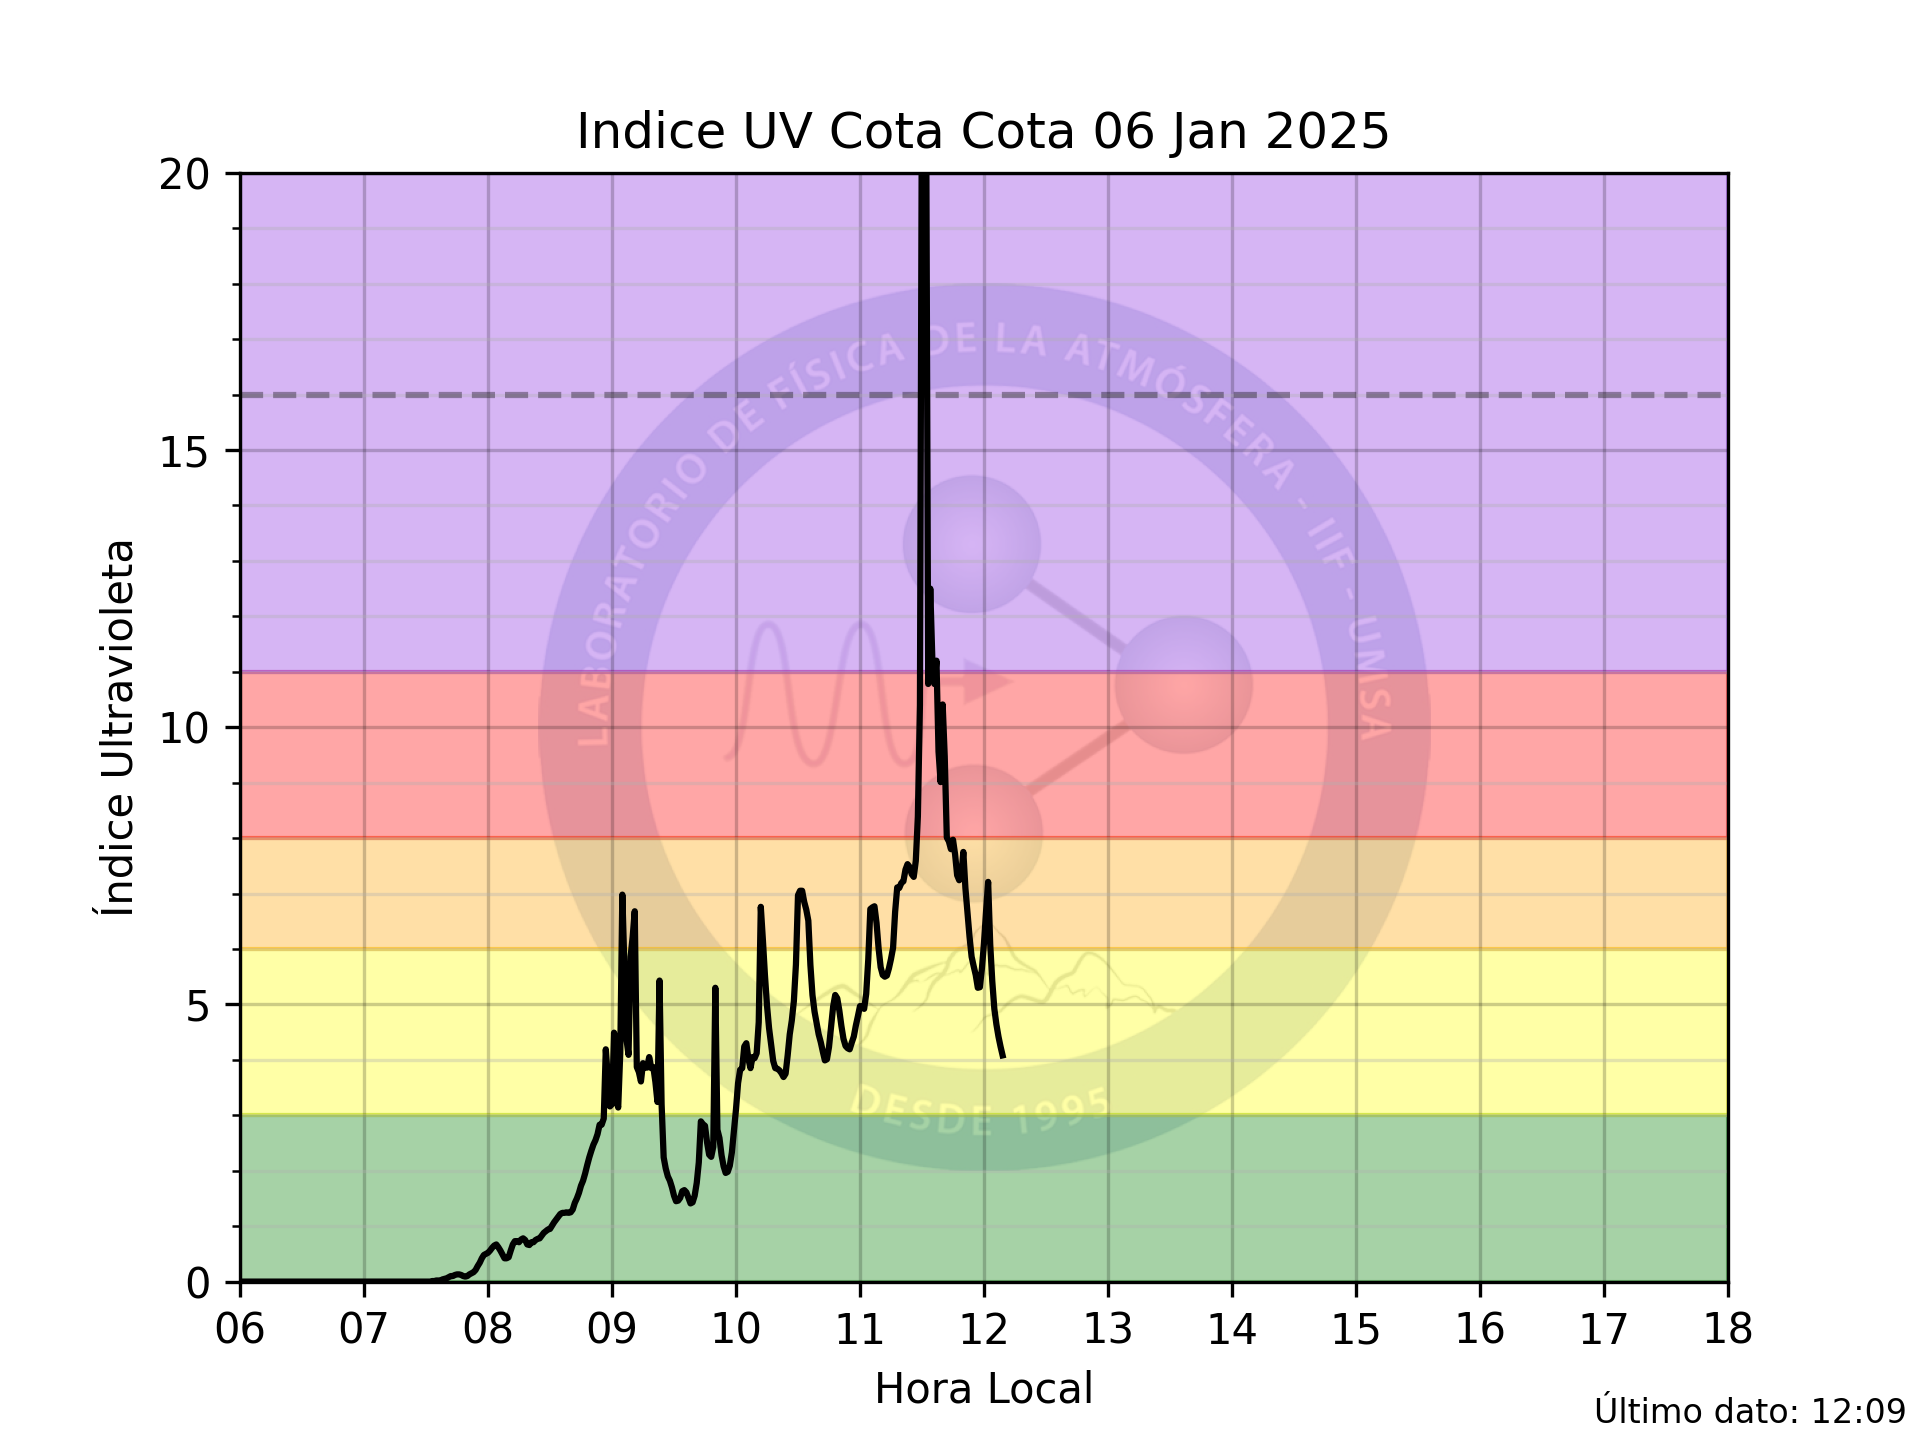 Indice UV Cota Cota 06 Jan 2025
20
15
10
5
0
Índice Ultravioleta
LABORATORIO DE FÍSICA DE LA ATMÓSFERA - IIF - UMSA
DESDE 1995
06 07 08 09 10 11 12 13 14 15 16 17 18
Hora Local
Último dato: 12:09